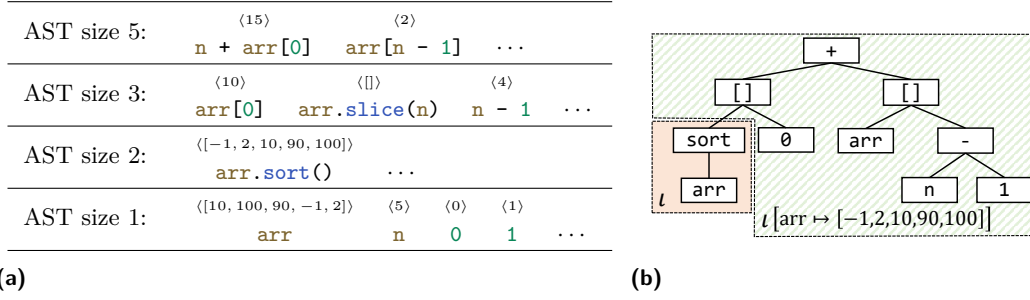 ⟨15⟩ ⟨2⟩
AST size 5: n + arr[0] arr[n - 1] ···
⟨10⟩ ⟨[]⟩ ⟨4⟩
AST size 3: arr[0] arr.slice(n) n - 1 ···
⟨[−1, 2, 10, 90, 100]⟩
AST size 2: arr.sort() ···
⟨[10, 100, 90, −1, 2]⟩ ⟨5⟩ ⟨0⟩ ⟨1⟩
AST size 1: arr n 0 1 ···
(a)
+
[] []
sort 0 arr -
arr n 1
ι
ι[arr ↦ [-1,2,10,90,100]]
(b)